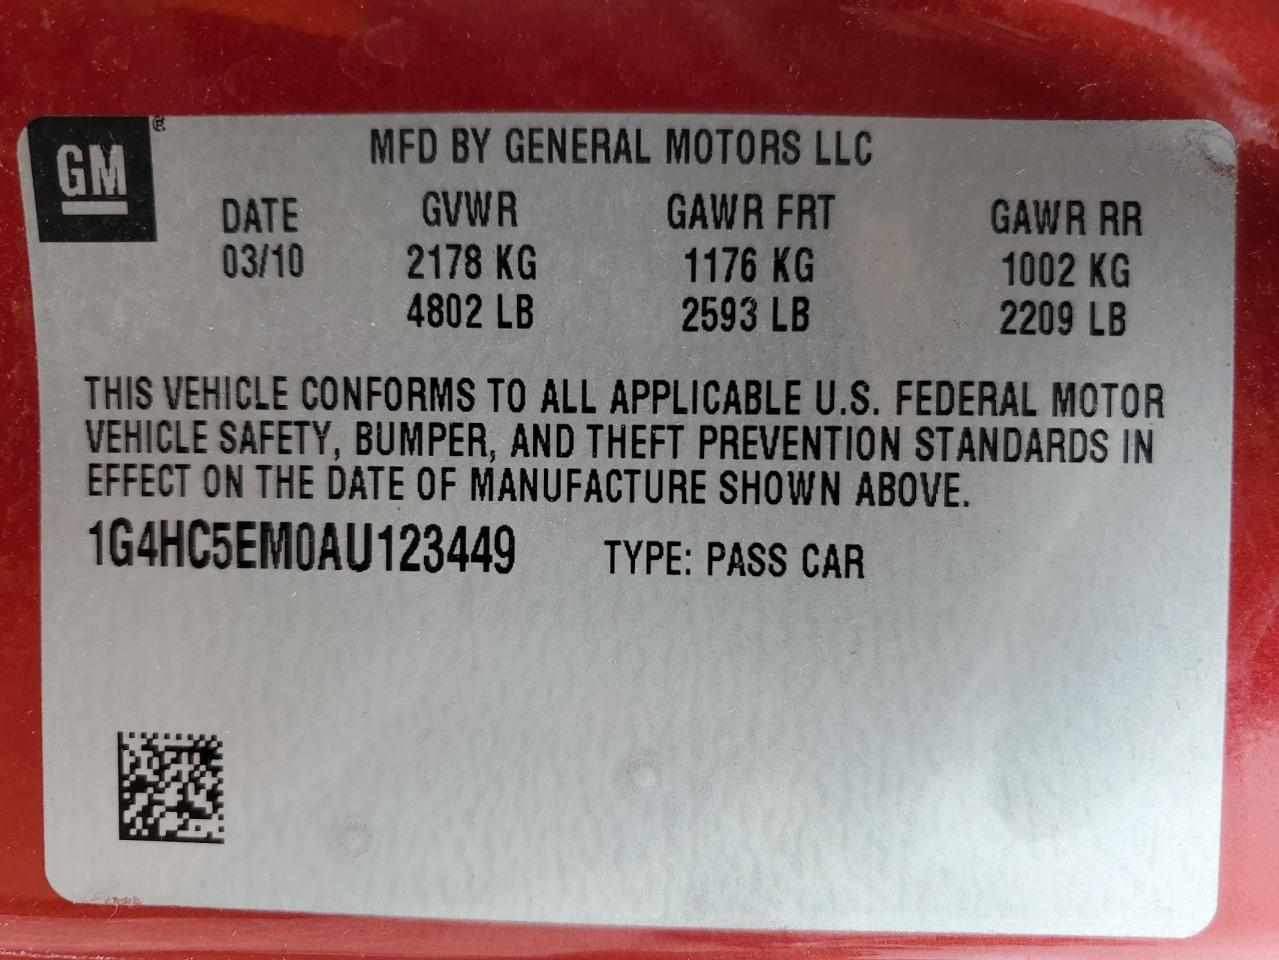 GM ®
MFD BY GENERAL MOTORS LLC
DATE GVWR GAWR FRT GAWR RR
03/10 2178 KG 1176 KG 1002 KG
4802 LB 2593 LB 2209 LB
THIS VEHICLE CONFORMS TO ALL APPLICABLE U.S. FEDERAL MOTOR
VEHICLE SAFETY, BUMPER, AND THEFT PREVENTION STANDARDS IN
EFFECT ON THE DATE OF MANUFACTURE SHOWN ABOVE.
1G4HC5EM0AU123449 TYPE: PASS CAR